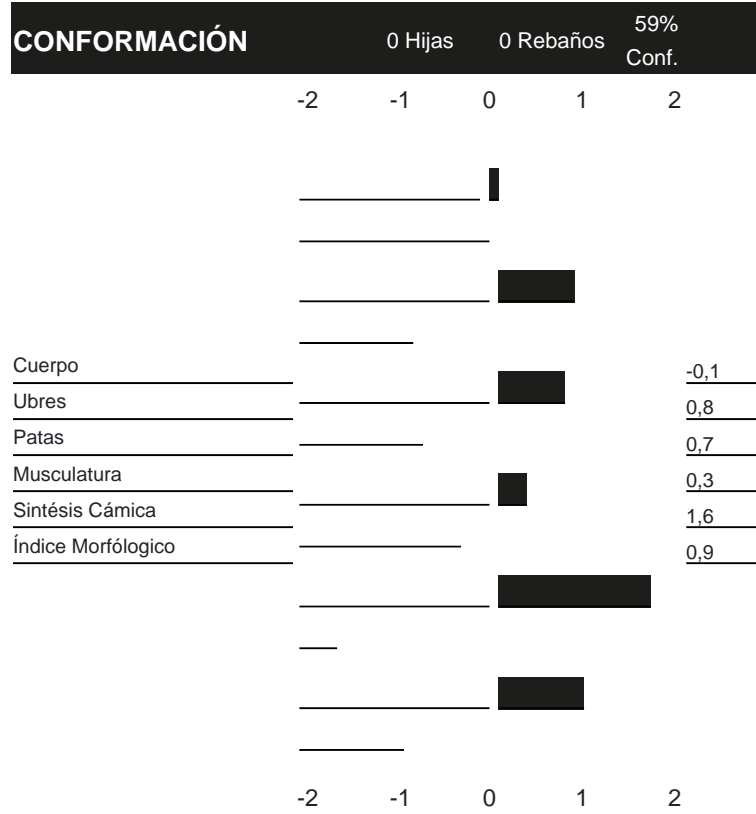 CONFORMACIÓN 0 Hijas 0 Rebaños 59% Conf.
-2 -1 0 1 2
Cuerpo -0,1
Ubres 0,8
Patas 0,7
Musculatura 0,3
Sintésis Cámica 1,6
Índice Morfólogico 0,9
-2 -1 0 1 2